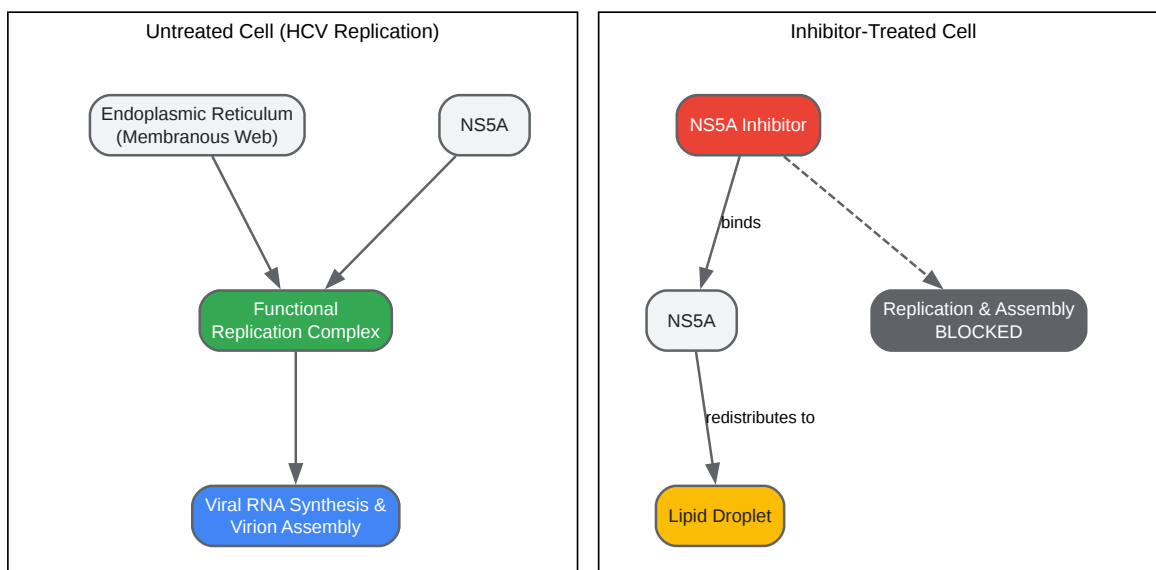 Untreated Cell (HCV Replication)
Endoplasmic Reticulum
(Membranous Web)
NS5A
Functional
Replication Complex
Viral RNA Synthesis &
Virion Assembly
Inhibitor-Treated Cell
NS5A Inhibitor
binds
NS5A
Replication & Assembly
BLOCKED
redistributes to
Lipid Droplet